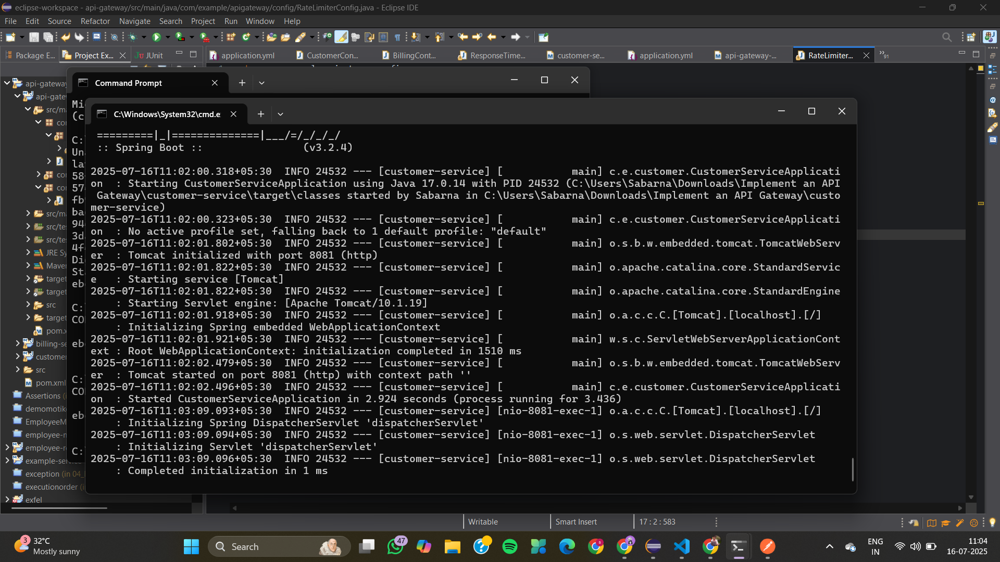 eclipse-workspace - api-gateway/src/main/java/com/example/apigateway/config/RateLimiterConfig.java - Eclipse IDE
File Edit Source Refactor Navigate Search Project Run Window Help
Package E... Project Ex... JUnit application.yml CustomerCon... BillingCont... ResponseTime... customer-se... application.yml api-gateway-... RateLimiter... 91
Command Prompt
C:\Windows\System32\cmd.e
=========|_|==============|___/=/_/_/_/
:: Spring Boot :: (v3.2.4)
2025-07-16T11:02:00.318+05:30 INFO 24532 --- [customer-service] [ main] c.e.customer.CustomerServiceApplicati
on : Starting CustomerServiceApplication using Java 17.0.14 with PID 24532 (C:\Users\Sabarna\Downloads\Implement an API
Gateway\customer-service\target\classes started by Sabarna in C:\Users\Sabarna\Downloads\Implement an API Gateway\custo
mer-service)
2025-07-16T11:02:00.323+05:30 INFO 24532 --- [customer-service] [ main] c.e.customer.CustomerServiceApplicati
on : No active profile set, falling back to 1 default profile: "default"
2025-07-16T11:02:01.802+05:30 INFO 24532 --- [customer-service] [ main] o.s.b.w.embedded.tomcat.TomcatWebServ
er : Tomcat initialized with port 8081 (http)
2025-07-16T11:02:01.822+05:30 INFO 24532 --- [customer-service] [ main] o.apache.catalina.core.StandardServic
e : Starting service [Tomcat]
2025-07-16T11:02:01.822+05:30 INFO 24532 --- [customer-service] [ main] o.apache.catalina.core.StandardEngine
: Starting Servlet engine: [Apache Tomcat/10.1.19]
2025-07-16T11:02:01.918+05:30 INFO 24532 --- [customer-service] [ main] o.a.c.c.C.[Tomcat].[localhost].[/]
: Initializing Spring embedded WebApplicationContext
2025-07-16T11:02:01.921+05:30 INFO 24532 --- [customer-service] [ main] w.s.c.ServletWebServerApplicationCont
ext : Root WebApplicationContext: initialization completed in 1510 ms
2025-07-16T11:02:02.479+05:30 INFO 24532 --- [customer-service] [ main] o.s.b.w.embedded.tomcat.TomcatWebServ
er : Tomcat started on port 8081 (http) with context path ''
2025-07-16T11:02:02.496+05:30 INFO 24532 --- [customer-service] [ main] c.e.customer.CustomerServiceApplicati
on : Started CustomerServiceApplication in 2.924 seconds (process running for 3.436)
2025-07-16T11:03:09.093+05:30 INFO 24532 --- [customer-service] [nio-8081-exec-1] o.a.c.c.C.[Tomcat].[localhost].[/]
: Initializing Spring DispatcherServlet 'dispatcherServlet'
2025-07-16T11:03:09.094+05:30 INFO 24532 --- [customer-service] [nio-8081-exec-1] o.s.web.servlet.DispatcherServlet
: Initializing Servlet 'dispatcherServlet'
2025-07-16T11:03:09.096+05:30 INFO 24532 --- [customer-service] [nio-8081-exec-1] o.s.web.servlet.DispatcherServlet
: Completed initialization in 1 ms
api-gateway
api-gate
src/ma
co
co
co
src/ma
src/tes
src/tes
JRE Sy
Maver
target
target
src
target
pom.x
billing-se
customer
src
pom.xml
Assertions (i
demomotik
EmployeeM
employee-n
employee-r
example-service
exception (in 04_
executionorder (i
exfel
Mi
(c
C:
Un
la
58
57
fb
ba
94
3d
4f
Di
St
eb
C:
CO
eb
C:
CO
eb
C:
Writable Smart Insert 17 : 2 : 583
3
32°C
Mostly sunny
Search
47
ENG
IN
11:04
16-07-2025